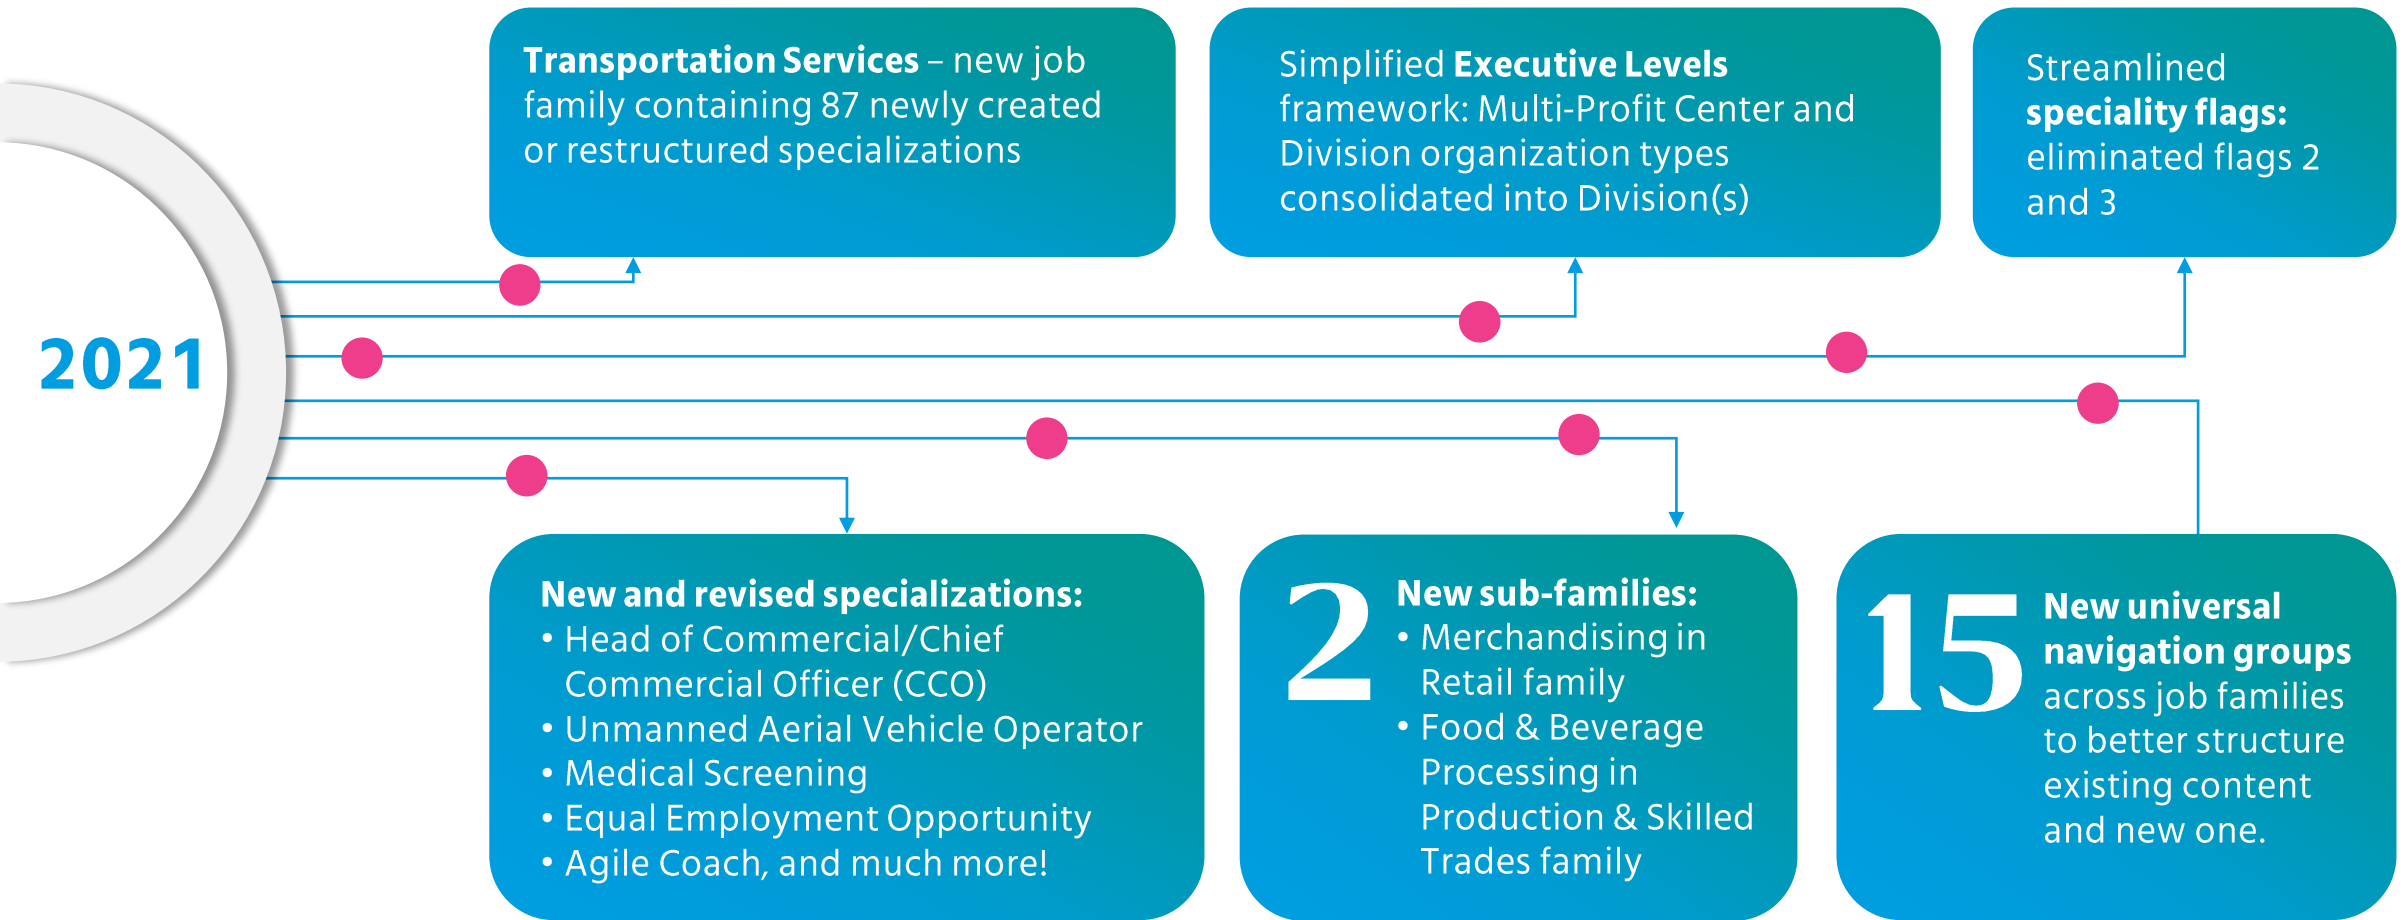 2021
Transportation Services – new job
family containing 87 newly created
or restructured specializations
Simplified Executive Levels
framework: Multi-Profit Center and
Division organization types
consolidated into Division(s)
Streamlined
speciality flags:
eliminated flags 2
and 3
New and revised specializations:
• Head of Commercial/Chief
Commercial Officer (CCO)
• Unmanned Aerial Vehicle Operator
• Medical Screening
• Equal Employment Opportunity
• Agile Coach, and much more!
2
New sub-families:
• Merchandising in
Retail family
• Food & Beverage
Processing in
Production & Skilled
Trades family
15
New universal
navigation groups
across job families
to better structure
existing content
and new one.